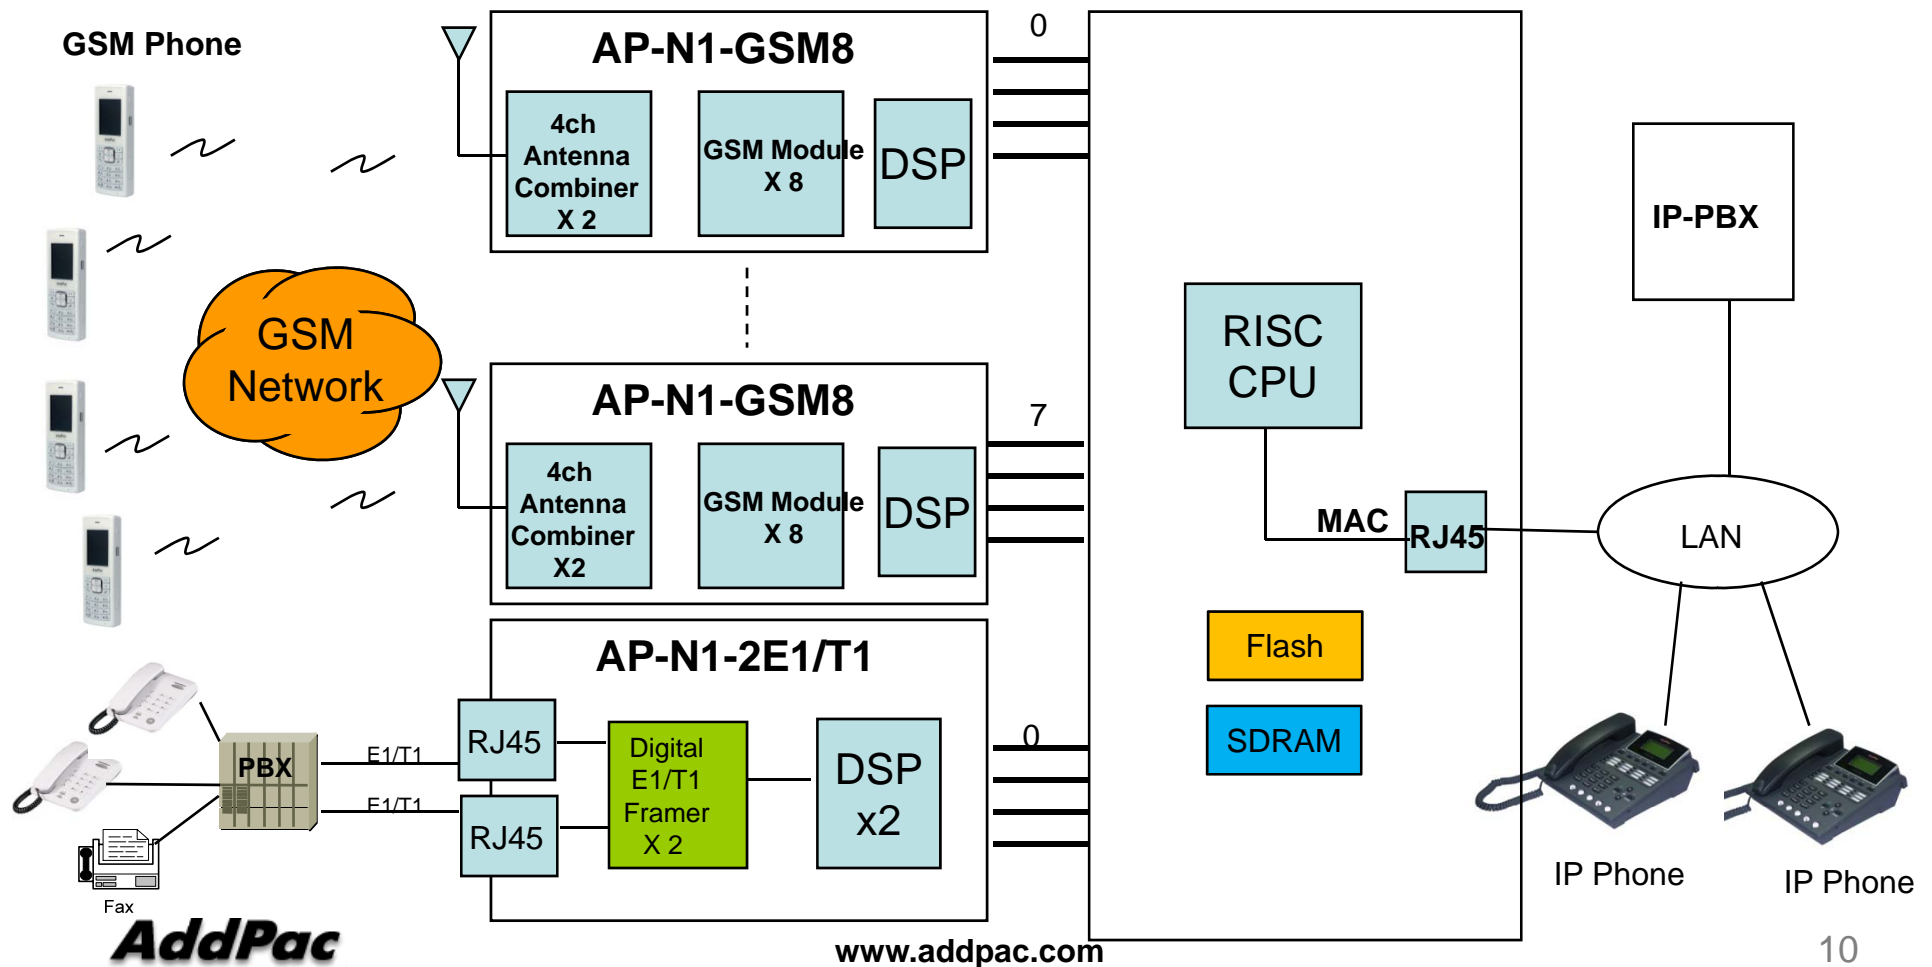 GSM Phone
AP-N1-GSM8
4ch
Antenna
Combiner
X 2
GSM Module
X 8
DSP
0
GSM
Network
AP-N1-GSM8
4ch
Antenna
Combiner
X2
GSM Module
X 8
DSP
7
RISC
CPU
MAC
RJ45
Flash
SDRAM
IP-PBX
LAN
IP Phone
IP Phone
AP-N1-2E1/T1
PBX
E1/T1
E1/T1
RJ45
RJ45
Digital
E1/T1
Framer
X 2
DSP
x2
0
Fax
AddPac
www.addpac.com
10